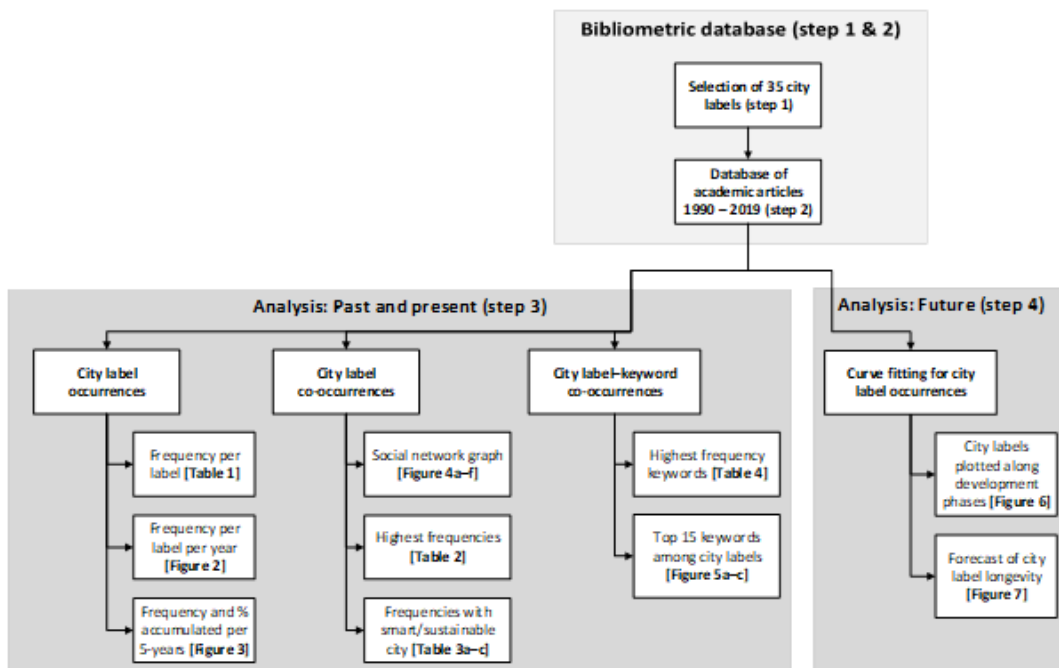 Bibliometric database (step 1 & 2)
Selection of 35 city
labels (step 1)
Database of
academic articles
1990 – 2019 (step 2)
Analysis: Past and present (step 3)
City label
occurrences
Frequency per
label [Table 1]
Frequency per
label per year
[Figure 2]
Frequency and %
accumulated per
5-years [Figure 3]
City label
co-occurrences
Social network graph
[Figure 4a–f]
Highest frequencies
[Table 2]
Frequencies with
smart/sustainable
city [Table 3a–c]
City label–keyword
co-occurrences
Highest frequency
keywords [Table 4]
Top 15 keywords
among city labels
[Figure 5a–c]
Analysis: Future (step 4)
Curve fitting for city
label occurrences
City labels
plotted along
development
phases [Figure 6]
Forecast of city
label longevity
[Figure 7]